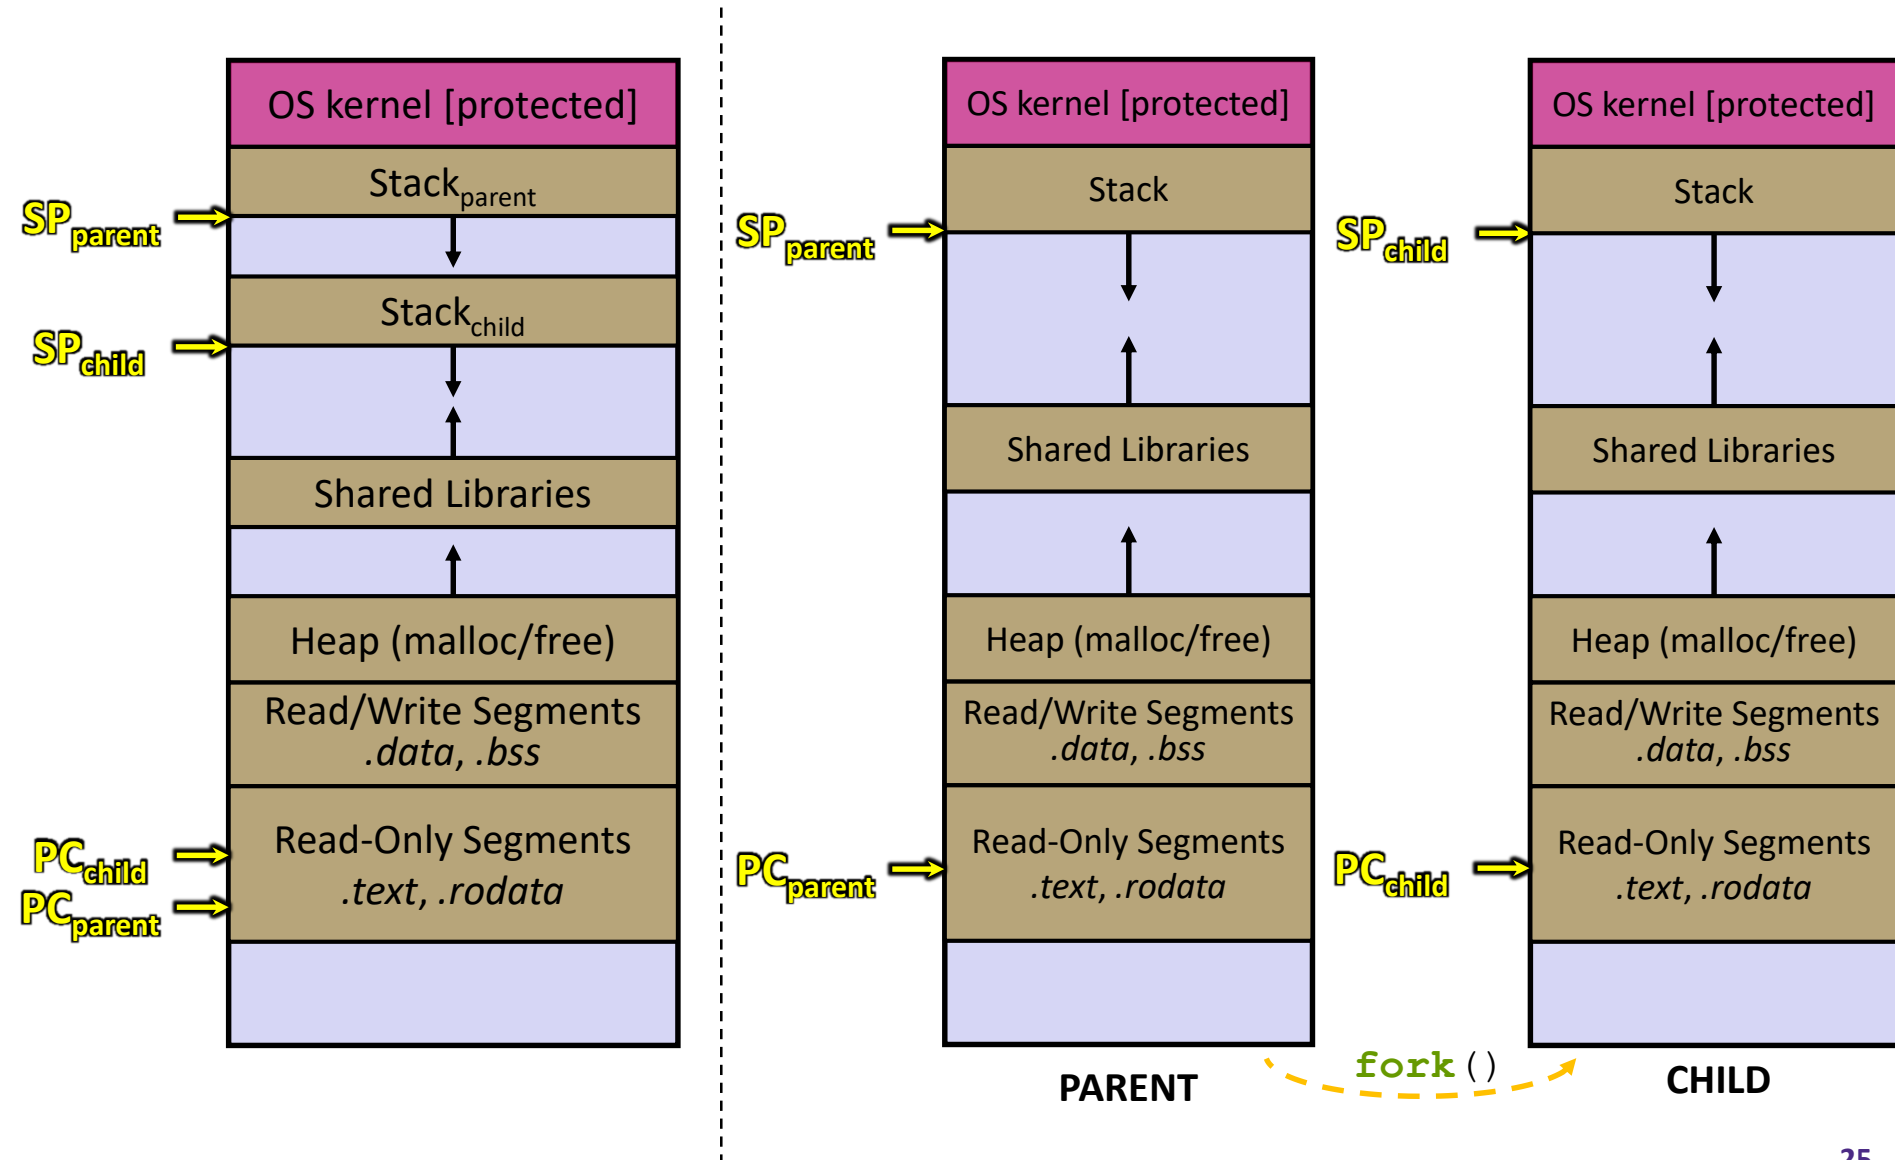 OS kernel [protected]
Stackparent
SPparent
Stackchild
SPchild
Shared Libraries
Heap (malloc/free)
Read/Write Segments
.data, .bss
Read-Only Segments
.text, .rodata
PCchild
PCparent
OS kernel [protected]
Stack
SPparent
Shared Libraries
Heap (malloc/free)
Read/Write Segments
.data, .bss
Read-Only Segments
.text, .rodata
PCparent
PARENT
fork()
OS kernel [protected]
Stack
SPchild
Shared Libraries
Heap (malloc/free)
Read/Write Segments
.data, .bss
Read-Only Segments
.text, .rodata
PCchild
CHILD
25